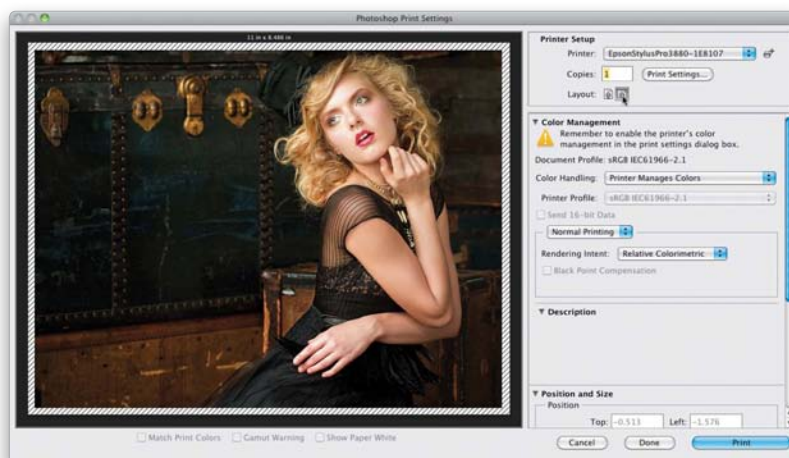 Photoshop Print Settings
11 in x 8.486 in
Printer Setup
Printer: EpsonStylusPro3880-1E8107
Copies: 1 Print Settings...
Layout:
Color Management
Remember to enable the printer's color
management in the print settings dialog box.
Document Profile: sRGB IEC61966-2.1
Color Handling: Printer Manages Colors
Printer Profile: sRGB IEC61966-2.1
Send 16-bit Data
Normal Printing
Rendering Intent: Relative Colorimetric
Black Point Compensation
Description
Position and Size
Position
Top: -0.513 Left: -1.576
Match Print Colors Gamut Warning Show Paper White
Cancel Done Print